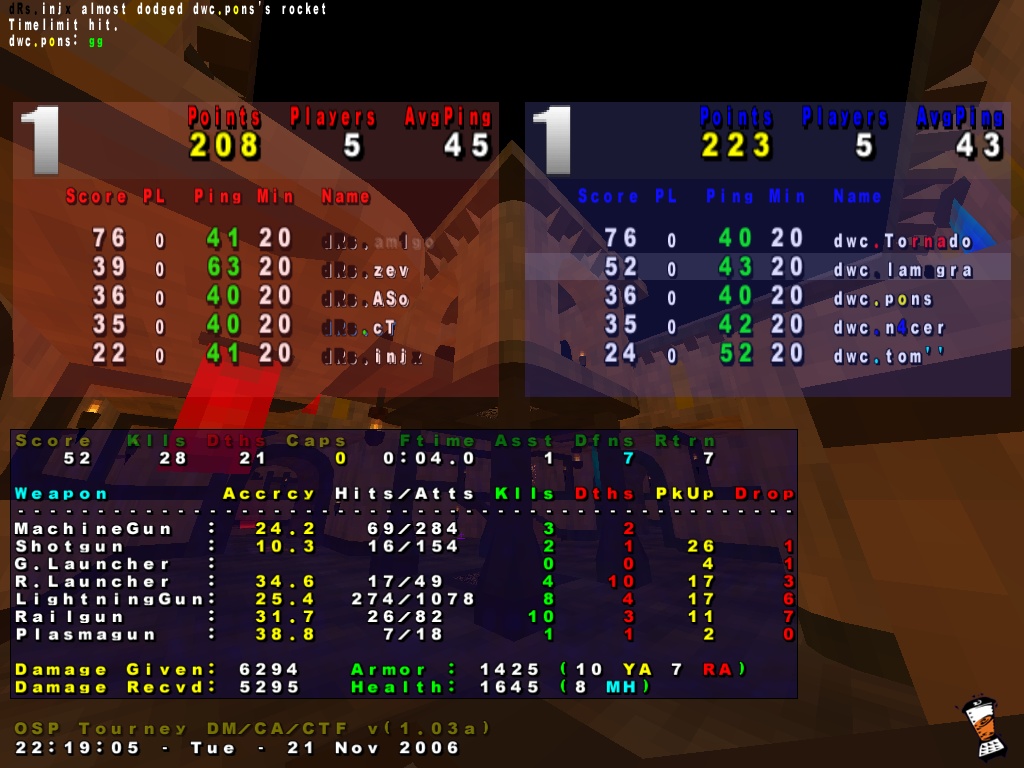 dRs.injx almost dodged dwc.pons's rocket
Timelimit hit.
dwc.pons: gg
1 Points Players AvgPing
208 5 45
Score PL Ping Min Name
76 0 41 20 dRs.am1go
39 0 63 20 dRs.zev
36 0 40 20 dRs.ASo
35 0 40 20 dRs.cT
22 0 41 20 dRs.injx
1 Points Players AvgPing
223 5 43
Score PL Ping Min Name
76 0 40 20 dwc.Tornado
52 0 43 20 dwc lam gra
36 0 40 20 dwc.pons
35 0 42 20 dwc.n4cer
24 0 52 20 dwc.tom''
Score Klls Dths Caps Ftime Asst Dfns Rtrn
52 28 21 0 0:04.0 1 7 7
Weapon Accrcy Hits/Atts Klls Dths PkUp Drop
- - - - - - - - - - - - - - - - - - - - - - - - - - - - - - - - - - - - - - - - - - -
MachineGun : 24.2 69/284 3 2
Shotgun : 10.3 16/154 2 1 26 1
G.Launcher : 0 0 4 1
R.Launcher : 34.6 17/49 4 10 17 3
LightningGun: 25.4 274/1078 8 4 17 6
Railgun : 31.7 26/82 10 3 11 7
Plasmagun : 38.8 7/18 1 1 2 0
Damage Given: 6294 Armor : 1425 (10 YA 7 RA)
Damage Recvd: 5295 Health: 1645 (8 MH)
OSP Tourney DM/CA/CTF v(1.03a)
22:19:05 - Tue - 21 Nov 2006